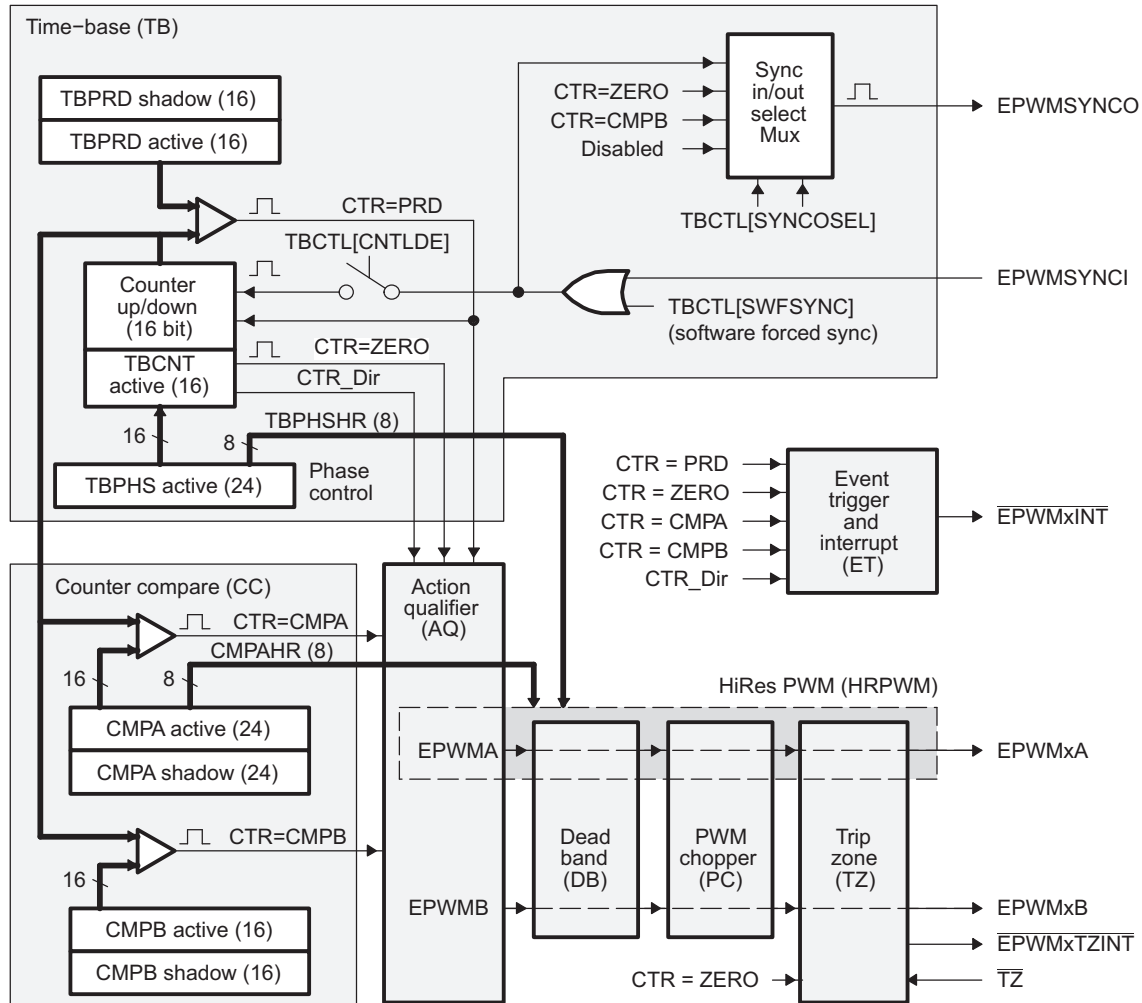 Time−base (TB)
TBPRD shadow (16)
TBPRD active (16)
CTR=PRD
TBCTL[CNTLDE]
Counter
up/down
(16 bit)
TBCNT
active (16)
CTR=ZERO
CTR_Dir
16
8
TBPHSHR (8)
TBPHS active (24)
Phase
control
CTR=ZERO
CTR=CMPB
Disabled
Sync
in/out
select
Mux
TBCTL[SYNCOSEL]
EPWMSYNCO
EPWMSYNCI
TBCTL[SWFSYNC]
(software forced sync)
CTR = PRD
CTR = ZERO
CTR = CMPA
CTR = CMPB
CTR_Dir
Event
trigger
and
interrupt
(ET)
EPWMxINT
Counter compare (CC)
CTR=CMPA
16
8
CMPAHR (8)
CMPA active (24)
CMPA shadow (24)
CTR=CMPB
16
CMPB active (16)
CMPB shadow (16)
Action
qualifier
(AQ)
EPWMA
EPWMB
HiRes PWM (HRPWM)
Dead
band
(DB)
PWM
chopper
(PC)
Trip
zone
(TZ)
CTR = ZERO
EPWMxA
EPWMxB
EPWMxTZINT
TZ